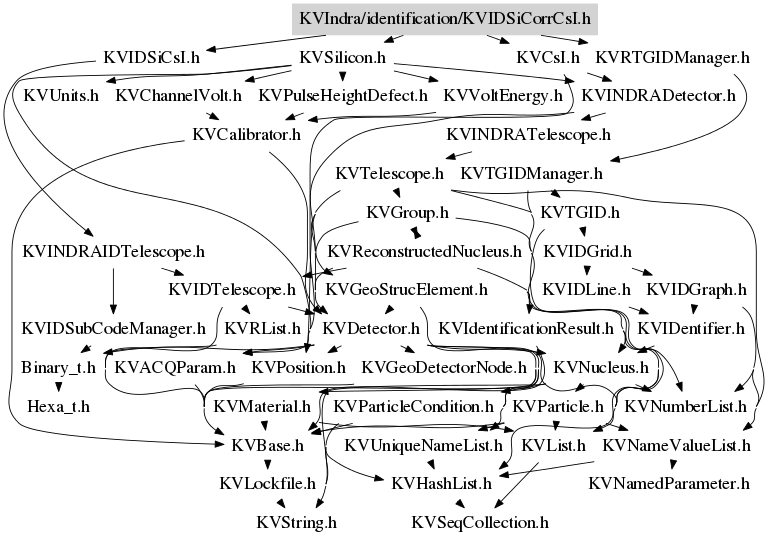 KVIndra/identification/KVIDSiCorrCsI.h
KVIDSiCsI.h KVSilicon.h KVCsI.h KVRTGIDManager.h
KVUnits.h KVChannelVolt.h KVPulseHeightDefect.h KVVoltEnergy.h KVINDRADetector.h
KVCalibrator.h KVINDRATelescope.h
KVTelescope.h KVTGIDManager.h
KVGroup.h KVTGID.h
KVINDRAIDTelescope.h KVReconstructedNucleus.h KVIDGrid.h
KVIDTelescope.h KVGeoStrucElement.h KVIDLine.h KVIDGraph.h
KVIDSubCodeManager.h KVRList.h KVDetector.h KVIdentificationResult.h KVIDentifier.h
Binary_t.h KVACQParam.h KVPosition.h KVGeoDetectorNode.h KVNucleus.h
Hexa_t.h KVMaterial.h KVParticleCondition.h KVParticle.h KVNumberList.h
KVBase.h KVUniqueNameList.h KVList.h KVNameValueList.h
KVLockfile.h KVHashList.h KVNamedParameter.h
KVString.h KVSeqCollection.h